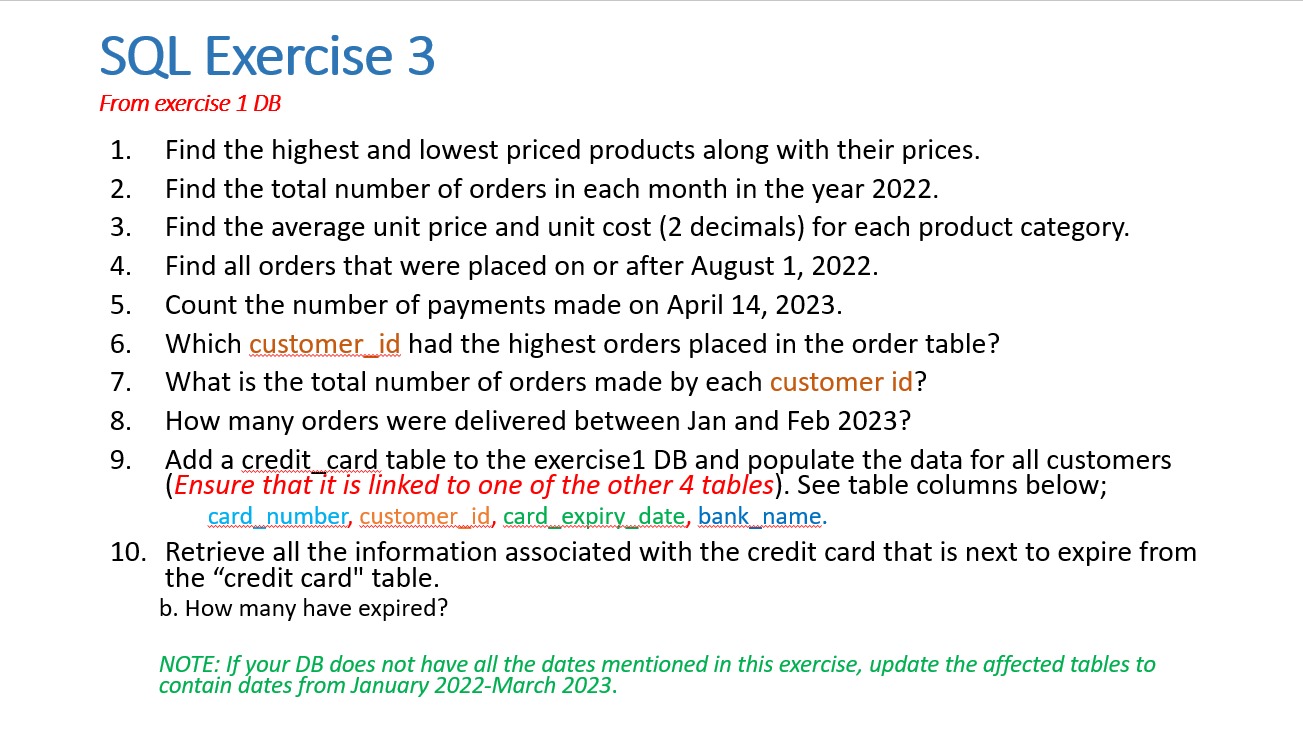 SQL Exercise 3
From exercise 1 DB
1. Find the highest and lowest priced products along with their prices.
2. Find the total number of orders in each month in the year 2022.
3. Find the average unit price and unit cost (2 decimals) for each product category.
4. Find all orders that were placed on or after August 1, 2022.
5. Count the number of payments made on April 14, 2023.
6. Which customer_id had the highest orders placed in the order table?
7. What is the total number of orders made by each customer id?
8. How many orders were delivered between Jan and Feb 2023?
9. Add a credit_card table to the exercise1 DB and populate the data for all customers
(Ensure that it is linked to one of the other 4 tables). See table columns below;
card_number, customer_id, card_expiry_date, bank_name.
10. Retrieve all the information associated with the credit card that is next to expire from
the “credit card" table.
b. How many have expired?
NOTE: If your DB does not have all the dates mentioned in this exercise, update the affected tables to
contain dates from January 2022-March 2023.